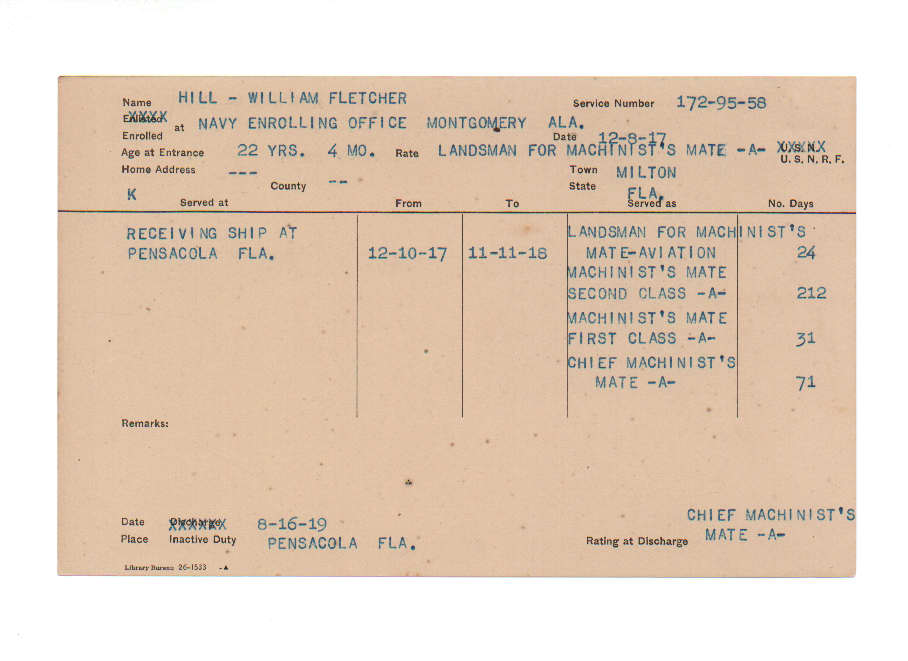 Name HILL - WILLIAM FLETCHER Service Number 172-95-58
Enlisted XXXX
Enrolled at NAVY ENROLLING OFFICE MONTGOMERY ALA. Date 12-8-17
Age at Entrance 22 YRS. 4 MO. Rate LANDSMAN FOR MACHINIST'S MATE -A- U.S.N. XXXXX
U. S. N. R. F.
Home Address --- Town MILTON
County -- State FLA.
K
Served at From To Served as No. Days
RECEIVING SHIP AT LANDSMAN FOR MACHINIST'S
PENSACOLA FLA. 12-10-17 11-11-18 MATE-AVIATION 24
MACHINIST'S MATE
SECOND CLASS -A- 212
MACHINIST'S MATE
FIRST CLASS -A- 31
CHIEF MACHINIST'S
MATE -A- 71
Remarks:
Date Discharge XXXXXX 8-16-19 CHIEF MACHINIST'S
Place Inactive Duty PENSACOLA FLA. Rating at Discharge MATE -A-
Library Bureau 26-1533 -A